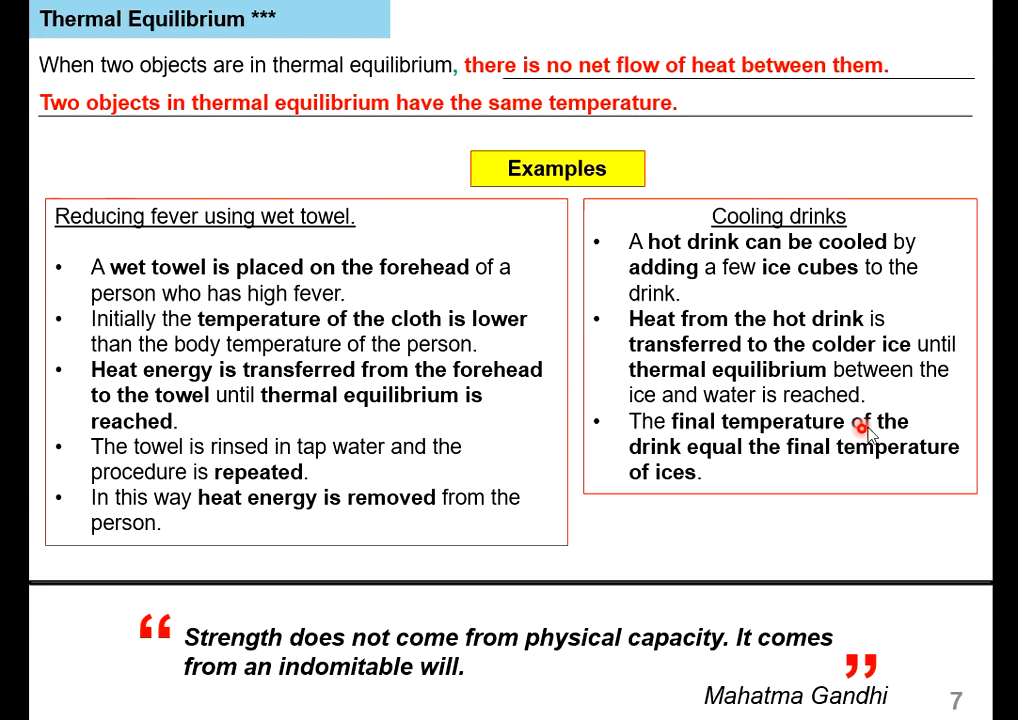 Thermal Equilibrium ***
When two objects are in thermal equilibrium, there is no net flow of heat between them.
Two objects in thermal equilibrium have the same temperature.
Examples
Reducing fever using wet towel.
• A wet towel is placed on the forehead of a
person who has high fever.
• Initially the temperature of the cloth is lower
than the body temperature of the person.
• Heat energy is transferred from the forehead
to the towel until thermal equilibrium is
reached.
• The towel is rinsed in tap water and the
procedure is repeated.
• In this way heat energy is removed from the
person.
Cooling drinks
• A hot drink can be cooled by
adding a few ice cubes to the
drink.
• Heat from the hot drink is
transferred to the colder ice until
thermal equilibrium between the
ice and water is reached.
• The final temperature of the
drink equal the final temperature
of ices.
“ Strength does not come from physical capacity. It comes
from an indomitable will. ”
Mahatma Gandhi
7